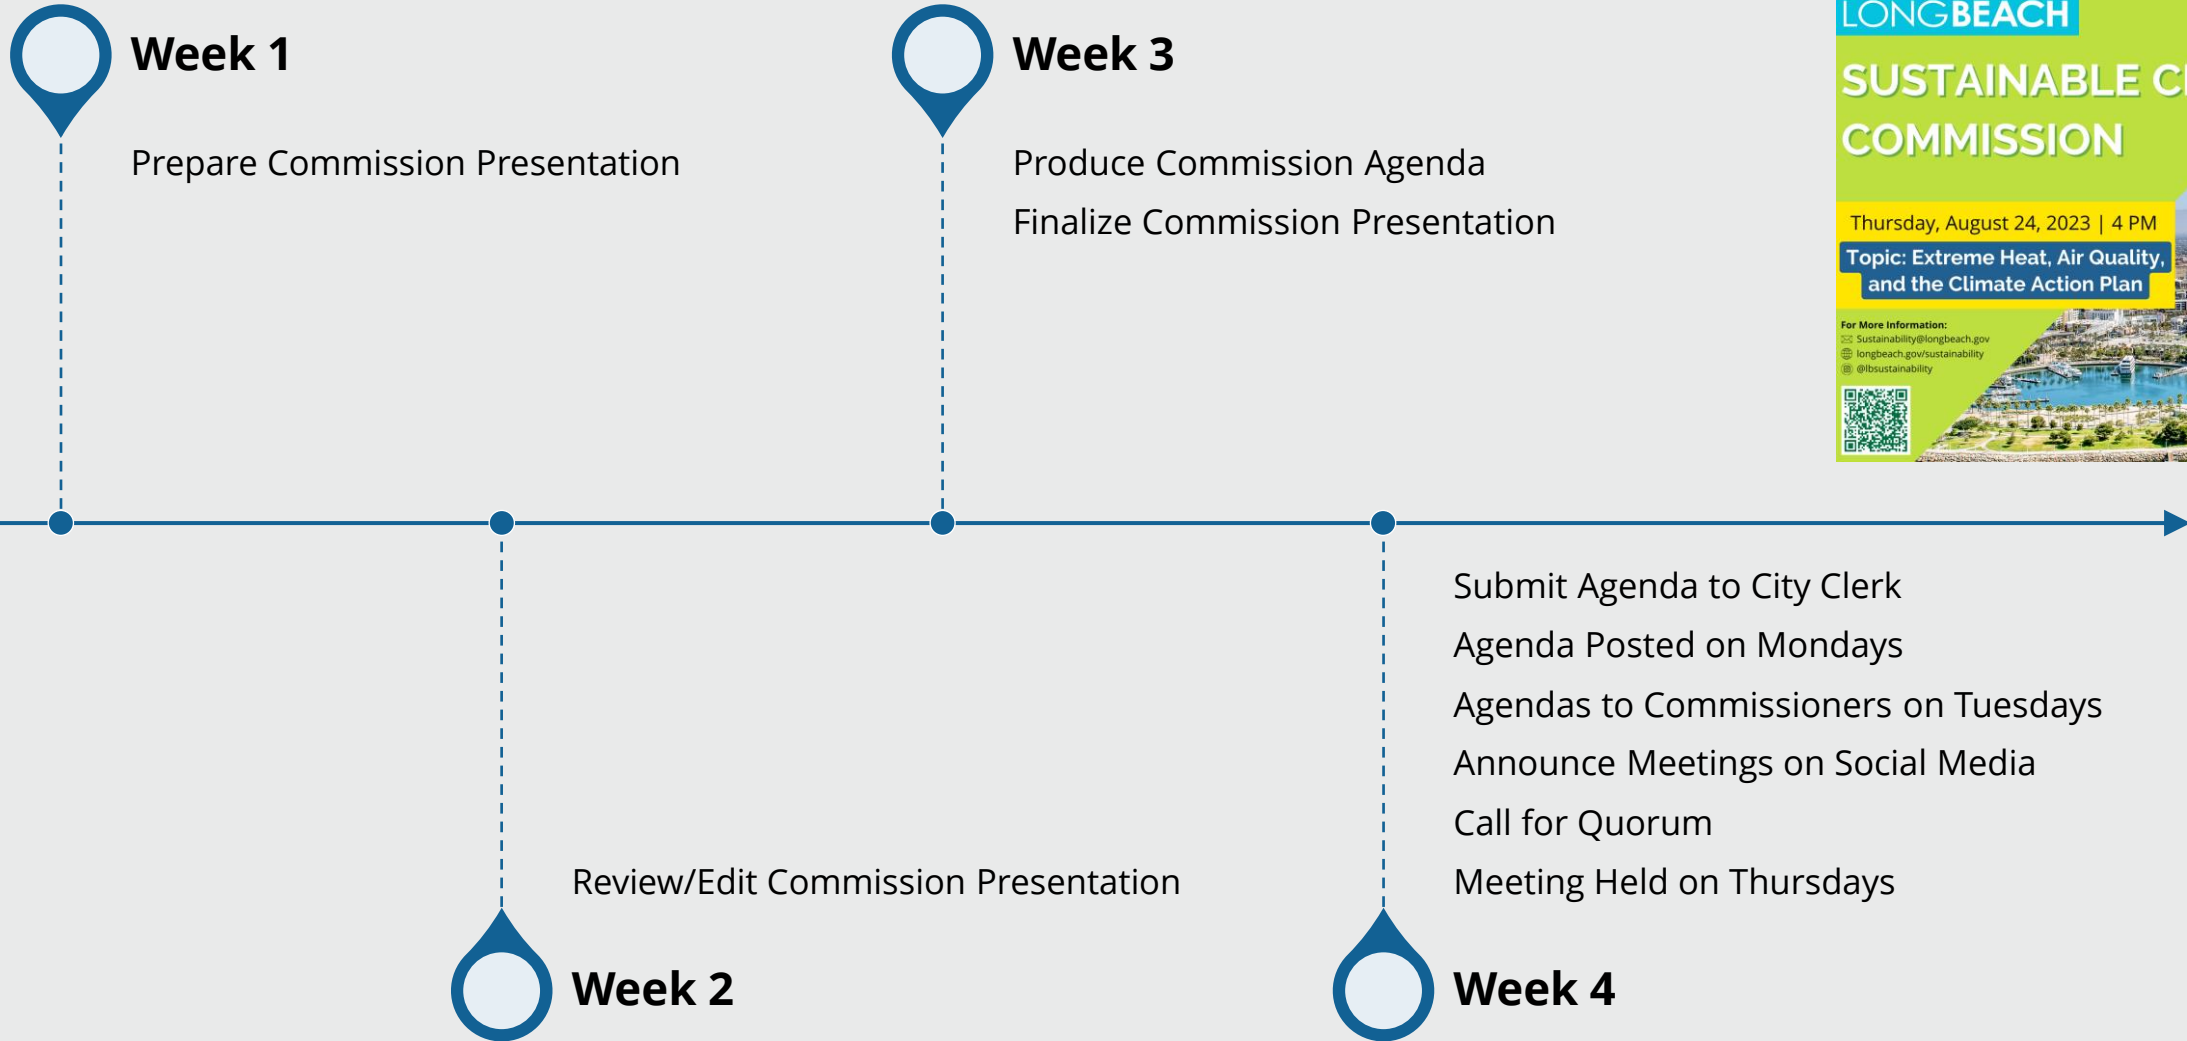 Week 1
Prepare Commission Presentation
Week 3
Produce Commission Agenda
Finalize Commission Presentation
LONGBEACH
SUSTAINABLE
COMMISSION
Thursday, August 24, 2023 | 4 PM
Topic: Extreme Heat, Air Quality,
and the Climate Action Plan
For More Information:
Sustainability@longbeach.gov
longbeach.gov/sustainability
@lbsustainability
Review/Edit Commission Presentation
Week 2
Submit Agenda to City Clerk
Agenda Posted on Mondays
Agendas to Commissioners on Tuesdays
Announce Meetings on Social Media
Call for Quorum
Meeting Held on Thursdays
Week 4